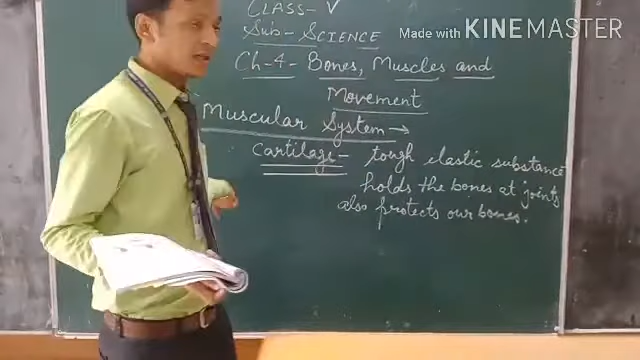 CLASS- V
Sub- SCIENCE
Made with KINEMASTER
Ch-4- Bones, Muscles and
Movement
Muscular System→
Cartilage- tough elastic substance
holds the bones at joints
also protects our bones.